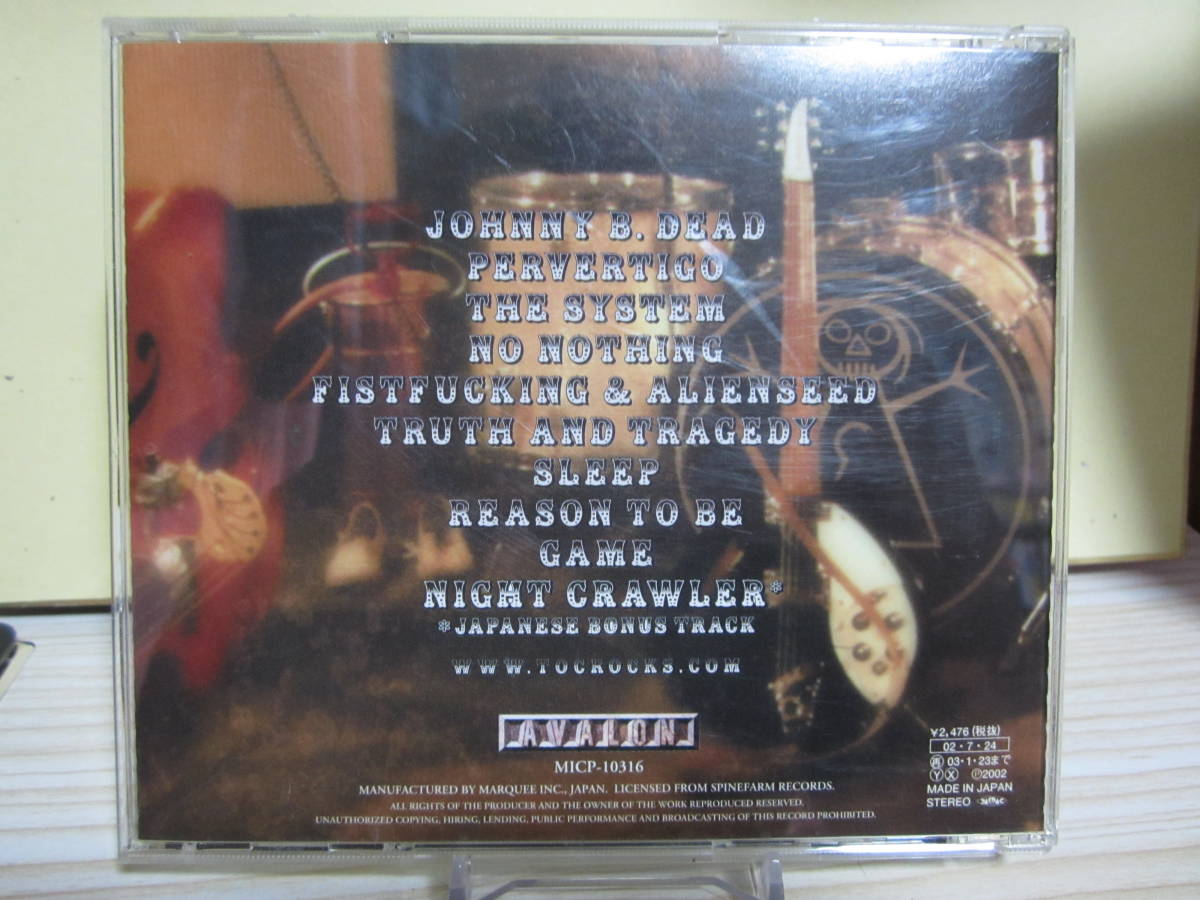 JOHNNY B. DEAD
PERVERTIGO
THE SYSTEM
NO NOTHING
FISTFUCKING & ALIENSEED
TRUTH AND TRAGEDY
SLEEP
REASON TO BE
GAME
NIGHT CRAWLER*
*JAPANESE BONUS TRACK
WWW.TOCROCKS.COM
AVALON
MICP-10316
MANUFACTURED BY MARQUEE INC., JAPAN. LICENSED FROM SPINEFARM RECORDS.
ALL RIGHTS OF THE PRODUCER AND THE OWNER OF THE WORK REPRODUCED RESERVED.
UNAUTHORIZED COPYING, HIRING, LENDING, PUBLIC PERFORMANCE AND BROADCASTING OF THIS RECORD PROHIBITED.
¥2,476 (税抜)
02・7・24
再 03・1・23まで
Y X Ⓟ2002
MADE IN JAPAN
STEREO